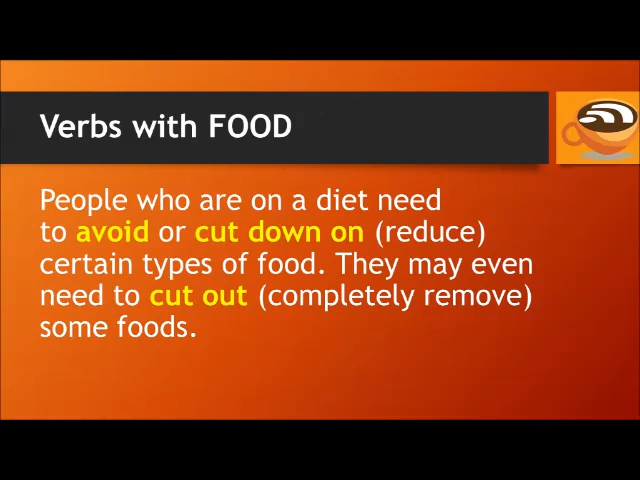 Verbs with FOOD
People who are on a diet need
to avoid or cut down on (reduce)
certain types of food. They may even
need to cut out (completely remove)
some foods.